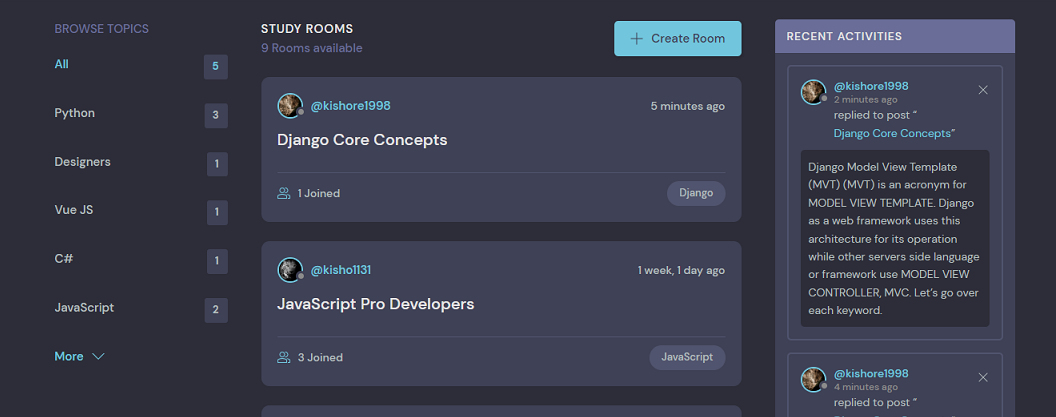 BROWSE TOPICS
All 5
Python 3
Designers 1
Vue JS 1
C# 1
JavaScript 2
More
STUDY ROOMS
9 Rooms available
Create Room
@kishore1998 5 minutes ago
Django Core Concepts
1 Joined Django
@kisho1131 1 week, 1 day ago
JavaScript Pro Developers
3 Joined JavaScript
RECENT ACTIVITIES
@kishore1998
2 minutes ago
replied to post “
Django Core Concepts”
Django Model View Template
(MVT) (MVT) is an acronym for
MODEL VIEW TEMPLATE. Django
as a web framework uses this
architecture for its operation
while other servers side language
or framework use MODEL VIEW
CONTROLLER, MVC. Let’s go over
each keyword.
@kishore1998
4 minutes ago
replied to post “